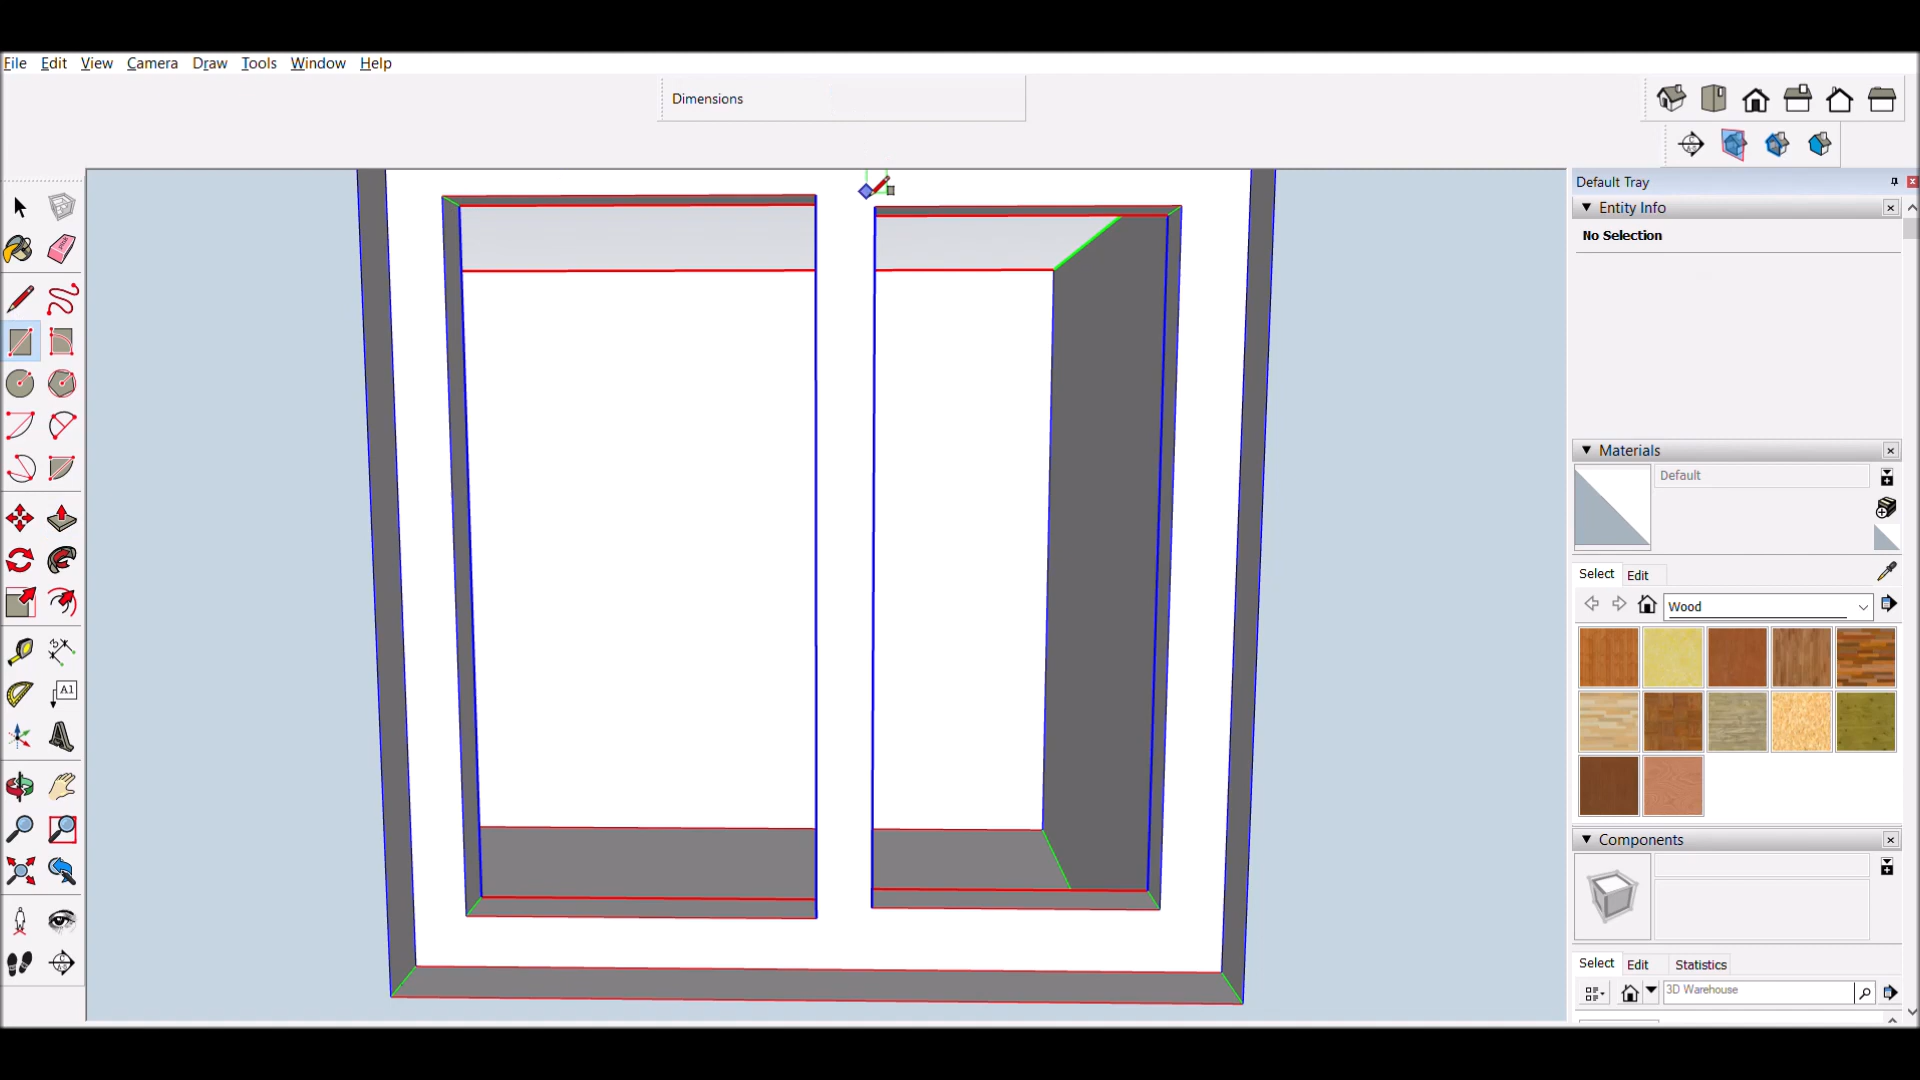 File Edit View Camera Draw Tools Window Help
Dimensions
Default Tray
Entity Info
No Selection
Materials
Default
Select Edit
Wood
A1
Components
Select Edit Statistics
3D Warehouse